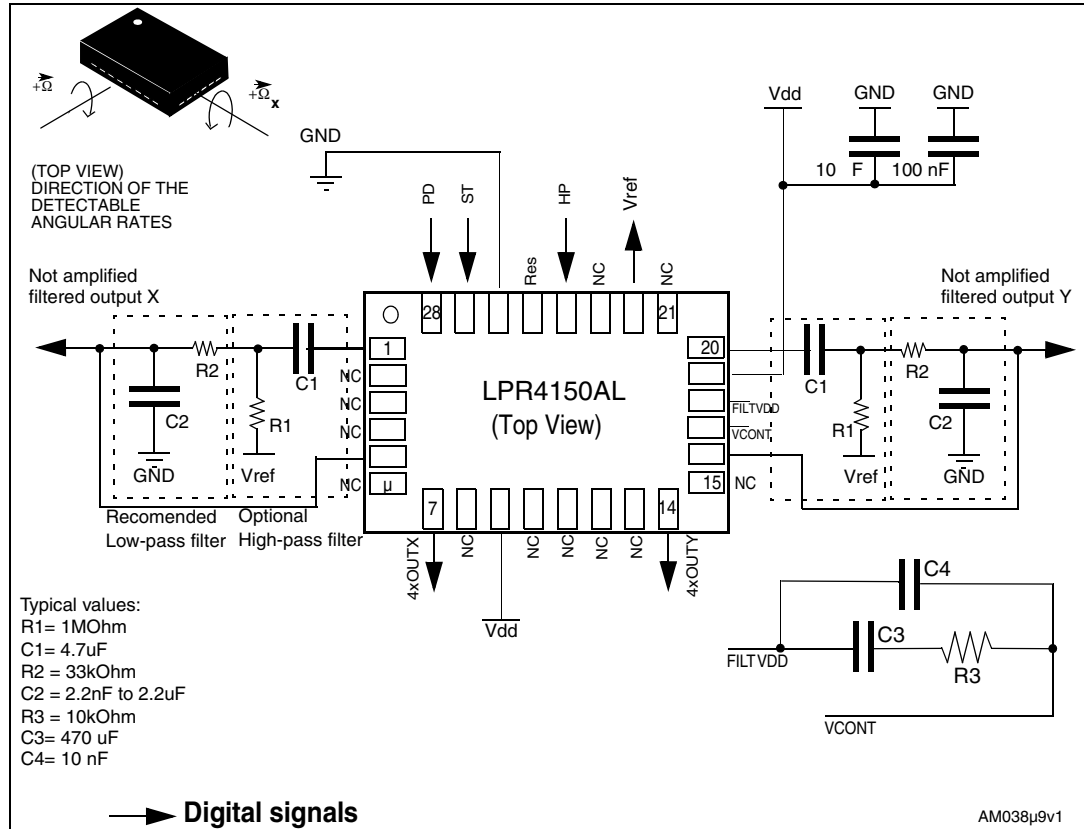 +Ω
+Ω x
(TOP VIEW)
DIRECTION OF THE
DETECTABLE
ANGULAR RATES
GND
PD
ST
Res
HP
NC
Vref
NC
Vdd
GND
GND
10 F
100 nF
Not amplified
filtered output X
Not amplified
filtered output Y
28
21
1
20
NC
NC
NC
NC
µ
LPR4150AL
(Top View)
FILTVDD
VCONT
15
NC
7
14
R2
C1
C2
R1
GND
Vref
C1
R2
R1
C2
Vref
GND
Recomended
Low-pass filter
Optional
High-pass filter
4xOUTX
NC
NC
NC
NC
NC
4xOUTY
Vdd
Typical values:
R1= 1MOhm
C1= 4.7uF
R2 = 33kOhm
C2 = 2.2nF to 2.2uF
R3 = 10kOhm
C3= 470 uF
C4= 10 nF
C4
C3
R3
FILTVDD
VCONT
Digital signals
AM038µ9v1